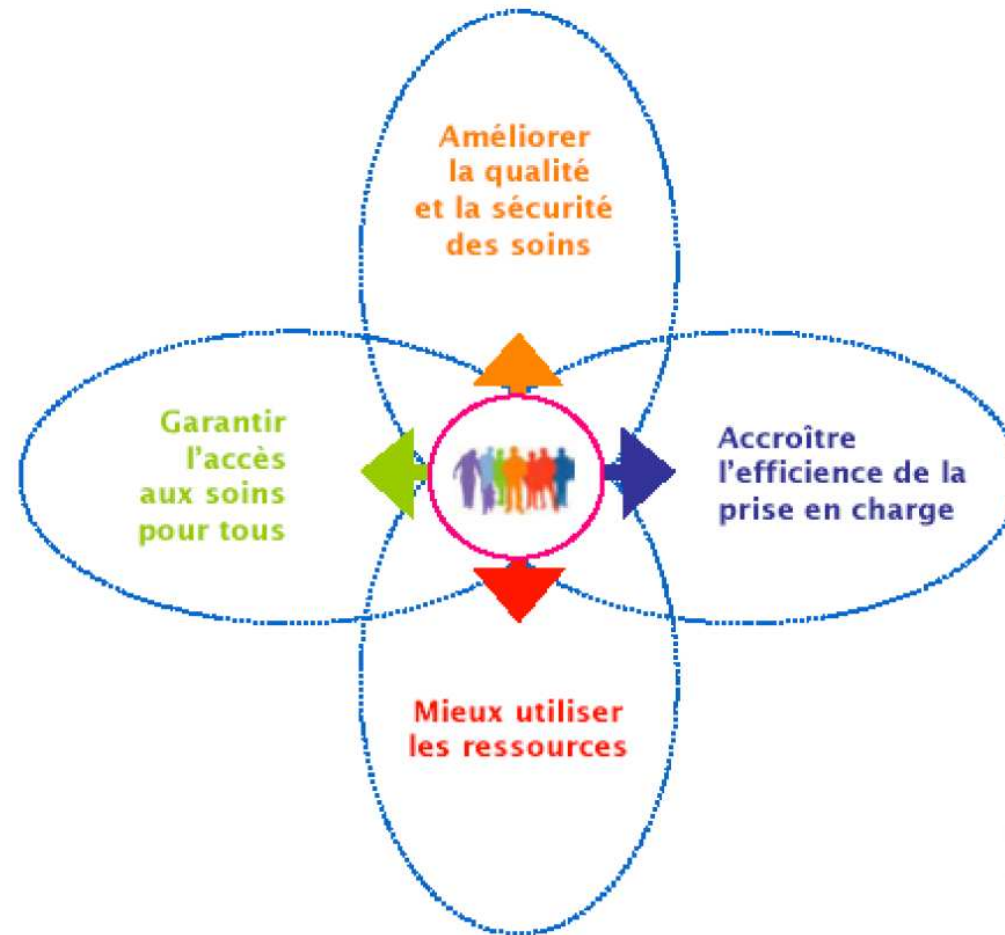 Améliorer
la qualité
et la sécurité
des soins
Garantir
l'accès
aux soins
pour tous
Accroître
l'efficience de la
prise en charge
Mieux utiliser
les ressources